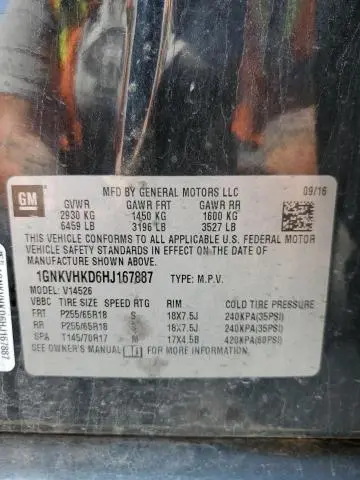 GM
MFD BY GENERAL MOTORS LLC 09/16
GVWR GAWR FRT GAWR RR
2930 KG 1450 KG 1600 KG
6459 LB 3196 LB 3527 LB
THIS VEHICLE CONFORMS TO ALL APPLICABLE U.S. FEDERAL MOTOR
VEHICLE SAFETY STANDARDS IN EFFECT ON THE DATE OF
MANUFACTURE SHOWN ABOVE.
1GNKVHKD6HJ167887 TYPE: M.P.V.
MODEL: V14526
VBBC TIRE SIZE SPEED RTG RIM COLD TIRE PRESSURE
FRT P255/65R18 S 18X7.5J 240KPA(35PSI)
RR P255/65R18 S 18X7.5J 240KPA(35PSI)
SPA T145/70R17 M 17X4.5B 420KPA(60PSI)
SEE OWNER'S MANUAL